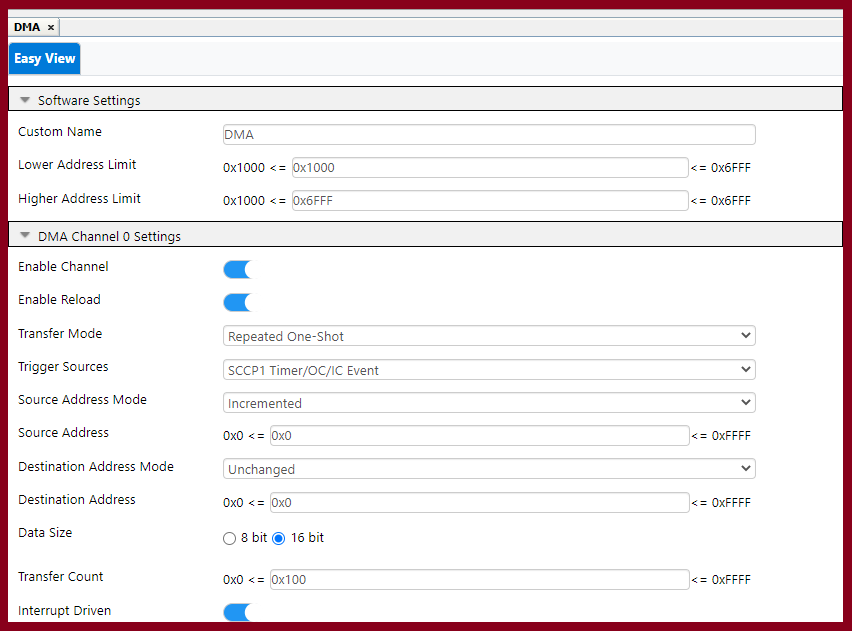 DMA ×
Easy View
Software Settings
Custom Name DMA
Lower Address Limit 0x1000 <= 0x1000 <= 0x6FFF
Higher Address Limit 0x1000 <= 0x6FFF <= 0x6FFF
DMA Channel 0 Settings
Enable Channel
Enable Reload
Transfer Mode Repeated One-Shot
Trigger Sources SCCP1 Timer/OC/IC Event
Source Address Mode Incremented
Source Address 0x0 <= 0x0 <= 0xFFFF
Destination Address Mode Unchanged
Destination Address 0x0 <= 0x0 <= 0xFFFF
Data Size 8 bit 16 bit
Transfer Count 0x0 <= 0x100 <= 0xFFFF
Interrupt Driven